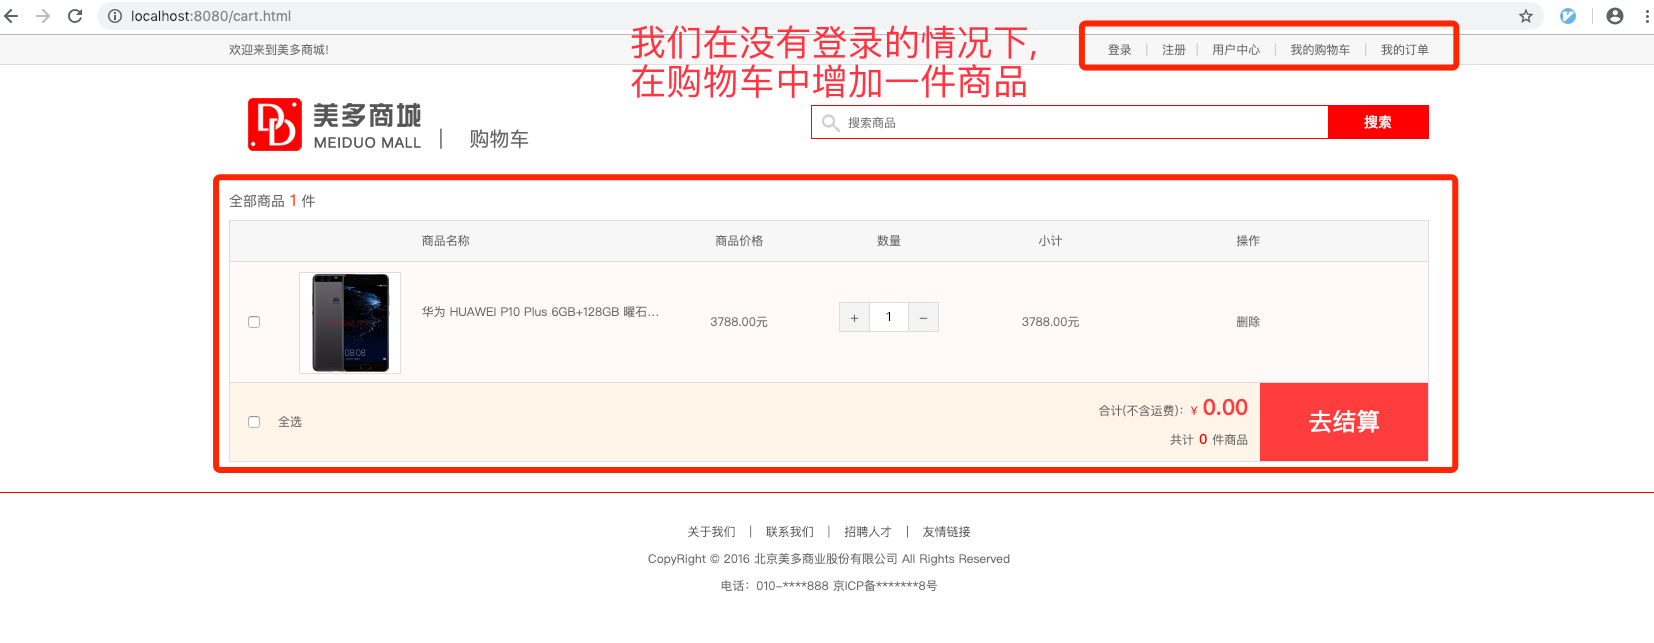 localhost:8080/cart.html
欢迎来到美多商城!
登录 | 注册 | 用户中心 | 我的购物车 | 我的订单
我们在没有登录的情况下,
在购物车中增加一件商品
美多商城
MEIDUO MALL | 购物车
搜索商品
搜索
全部商品 1 件
商品名称 商品价格 数量 小计 操作
华为 HUAWEI P10 Plus 6GB+128GB 曜石... 3788.00元 + 1 − 3788.00元 删除
08:08
全选
合计(不含运费): ¥ 0.00
共计 0 件商品
去结算
关于我们 | 联系我们 | 招聘人才 | 友情链接
CopyRight © 2016 北京美多商业股份有限公司 All Rights Reserved
电话：010-****888 京ICP备*******8号